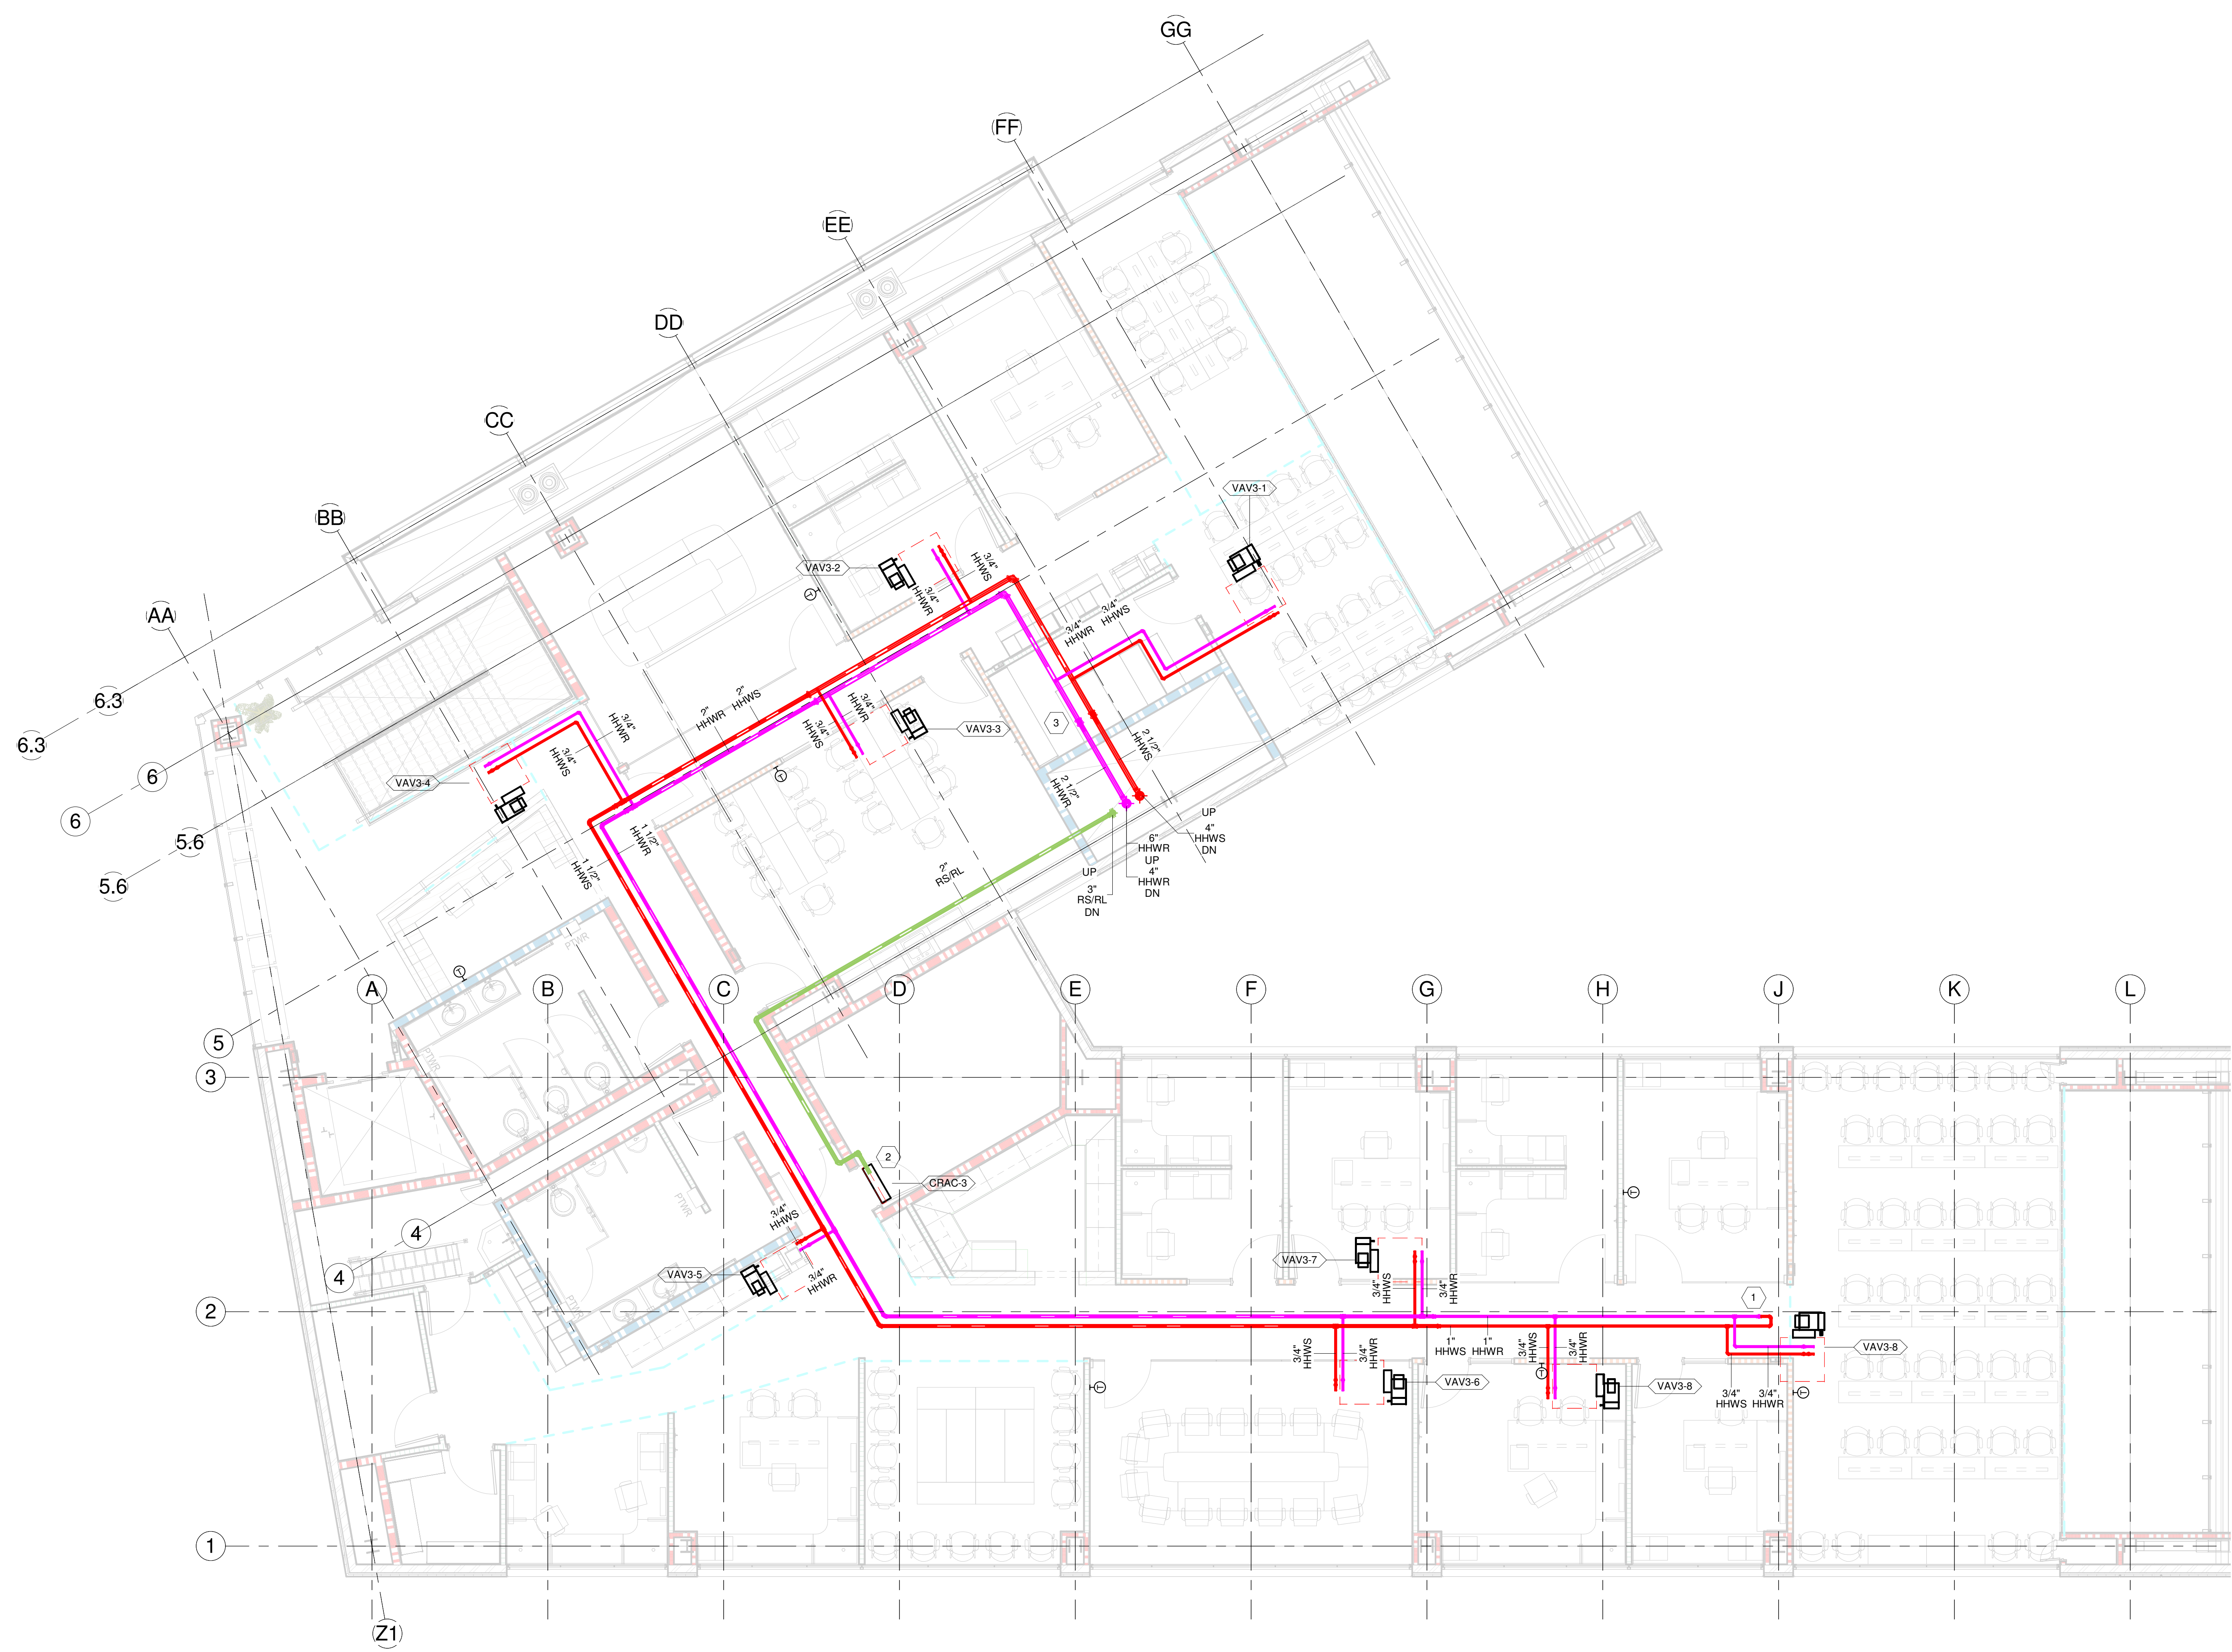 GG
FF
EE
DD
CC
BB
AA
6.3
6.3
6
6
5.6
5.6
5
4
4
3
2
1
A
B
C
D
E
F
G
H
J
K
L
Z1
VAV3-1
VAV3-2
3/4"
HHWS
3/4"
HHWR
3/4"
HHWS
3/4"
HHWR
2"
HHWS
2"
HHWR
3/4"
HHWR
3/4"
HHWS
VAV3-3
3
2 1/2"
HHWS
2 1/2"
HHWR
3/4"
HHWR
3/4"
HHWS
VAV3-4
UP
4"
HHWS
DN
6"
HHWR
UP
4"
HHWR
DN
UP
3"
RS/RL
DN
1 1/2"
HHWR
1 1/2"
HHWS
2"
RS/RL
PTWR
PTWR
PTWR
PTWR
2
CRAC-3
3/4"
HHWS
3/4"
HHWR
VAV3-5
VAV3-7
3/4"
HHWS
3/4"
HHWR
1
3/4"
HHWS
3/4"
HHWR
1"
HHWS
1"
HHWR
3/4"
HHWS
3/4"
HHWR
VAV3-8
VAV3-6
VAV3-8
3/4"
HHWS
3/4"
HHWR
T
T
T
T
T
T
T
T